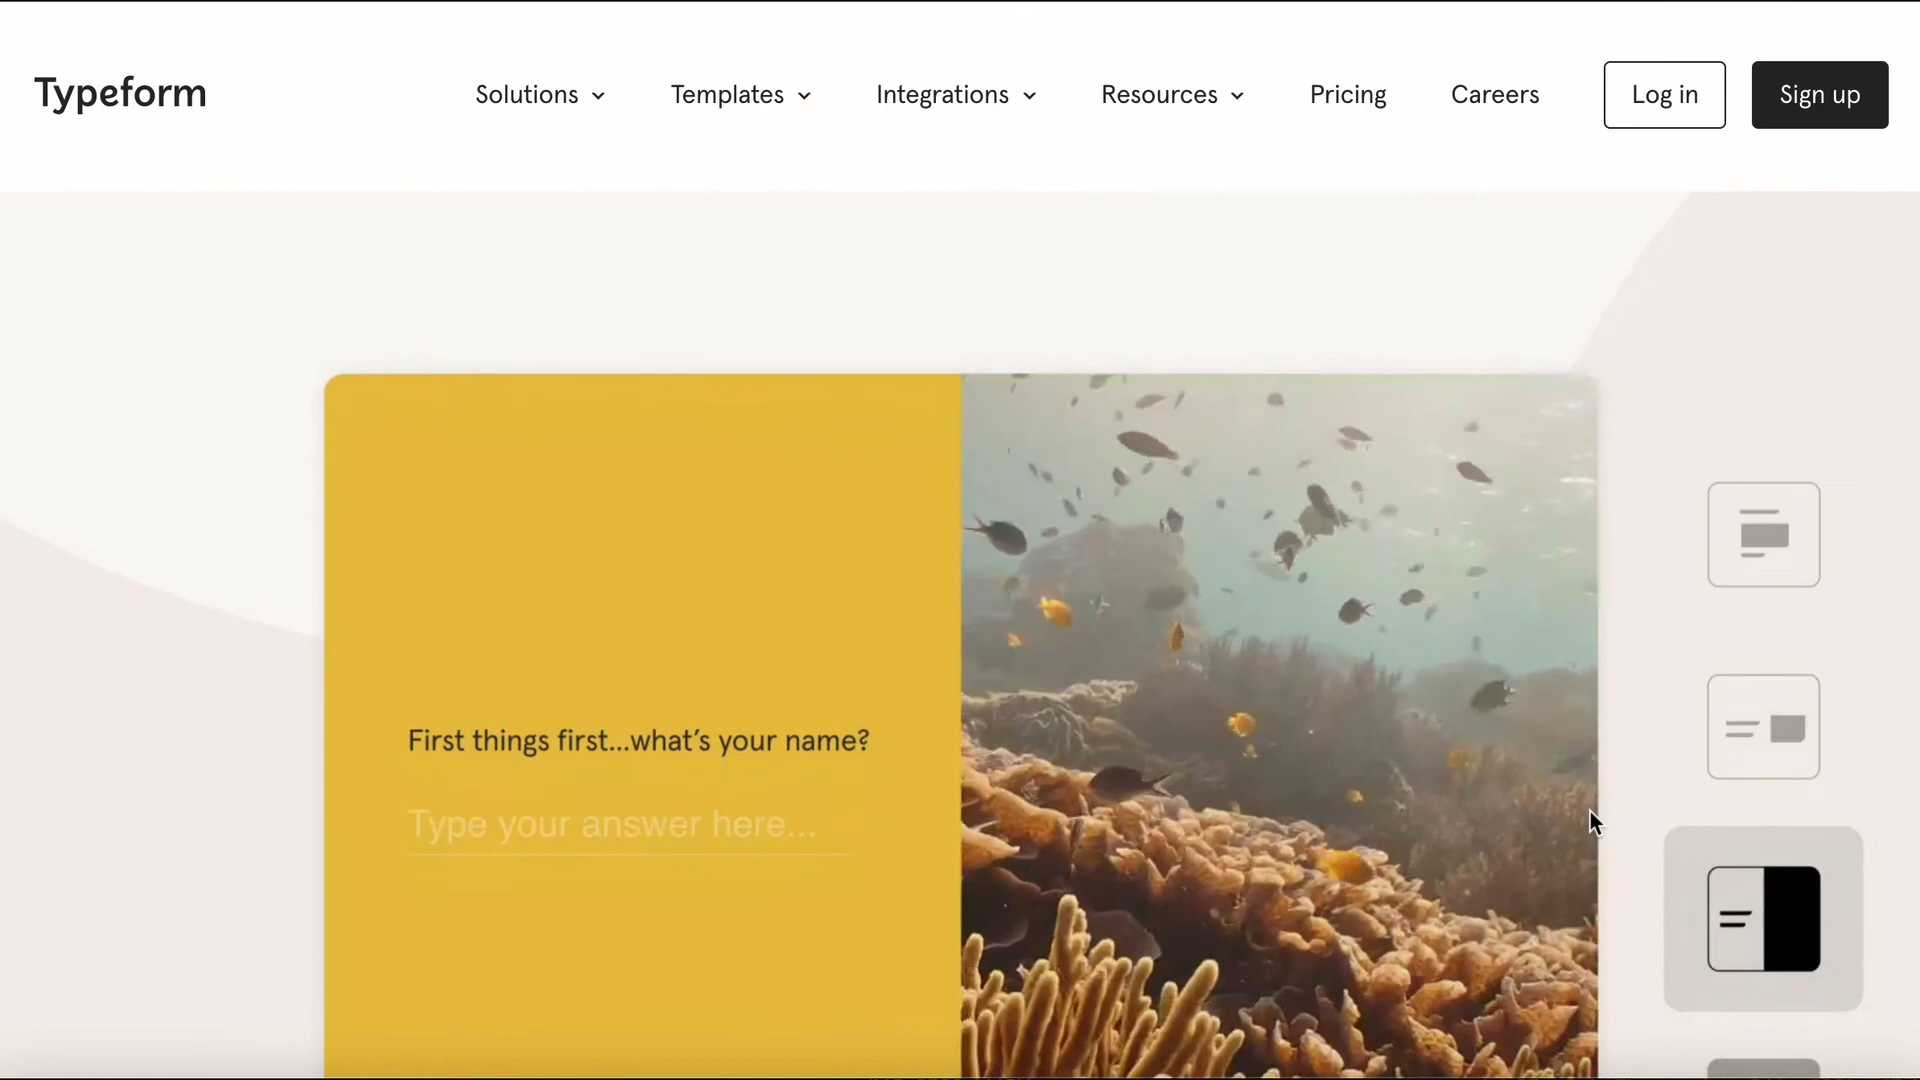 Typeform
Solutions
Templates
Integrations
Resources
Pricing
Careers
Log in
Sign up
First things first...what's your name?
Type your answer here...